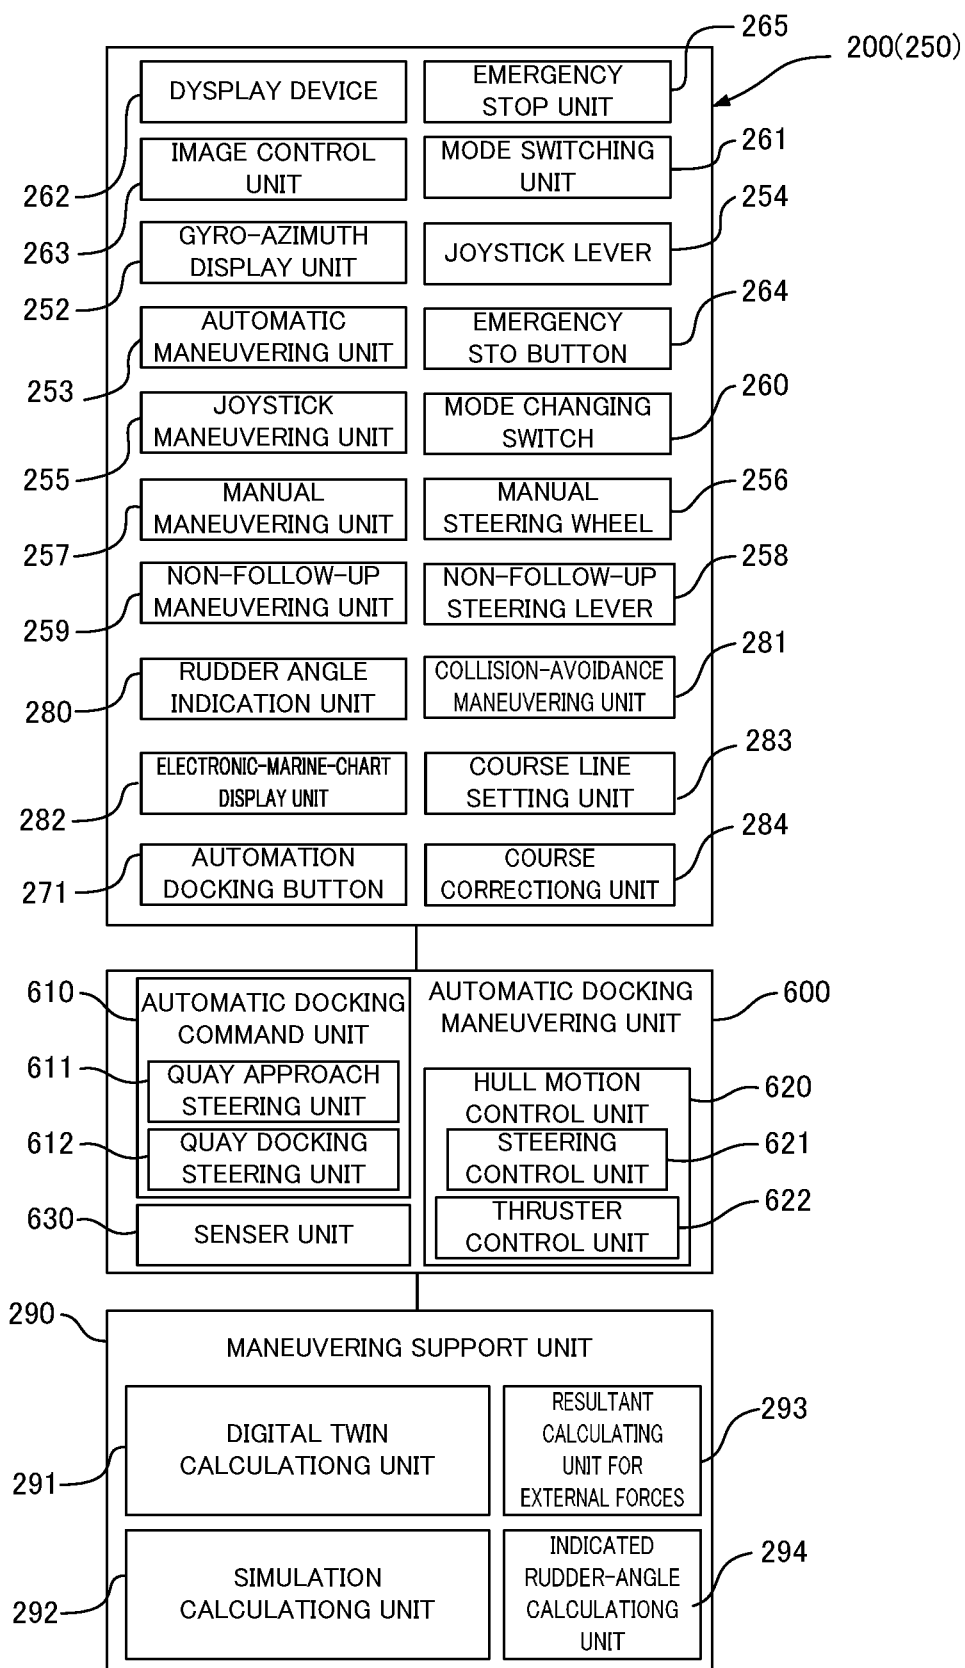 265
200(250)
DYSPLAY DEVICE
EMERGENCY
STOP UNIT
262
IMAGE CONTROL
UNIT
MODE SWITCHING
UNIT
261
263
GYRO-AZIMUTH
DISPLAY UNIT
JOYSTICK LEVER
254
252
AUTOMATIC
MANEUVERING UNIT
EMERGENCY
STO BUTTON
264
253
JOYSTICK
MANEUVERING UNIT
MODE CHANGING
SWITCH
260
255
MANUAL
MANEUVERING UNIT
MANUAL
STEERING WHEEL
256
257
NON-FOLLOW-UP
MANEUVERING UNIT
NON-FOLLOW-UP
STEERING LEVER
258
259
RUDDER ANGLE
INDICATION UNIT
COLLISION-AVOIDANCE
MANEUVERING UNIT
281
280
ELECTRONIC-MARINE-CHART
DISPLAY UNIT
COURSE LINE
SETTING UNIT
283
282
AUTOMATION
DOCKING BUTTON
COURSE
CORRECTIONG UNIT
284
271
610
AUTOMATIC DOCKING
COMMAND UNIT
AUTOMATIC DOCKING
MANEUVERING UNIT
600
611
QUAY APPROACH
STEERING UNIT
HULL MOTION
CONTROL UNIT
620
612
QUAY DOCKING
STEERING UNIT
STEERING
CONTROL UNIT
621
630
SENSER UNIT
THRUSTER
CONTROL UNIT
622
290
MANEUVERING SUPPORT UNIT
DIGITAL TWIN
CALCULATIONG UNIT
291
RESULTANT
CALCULATING
UNIT FOR
EXTERNAL FORCES
293
SIMULATION
CALCULATIONG UNIT
292
INDICATED
RUDDER-ANGLE
CALCULATIONG
UNIT
294